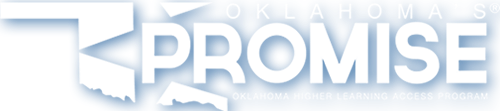 OKLAHOMA'S®
PROMISE
OKLAHOMA HIGHER LEARNING ACCESS PROGRAM